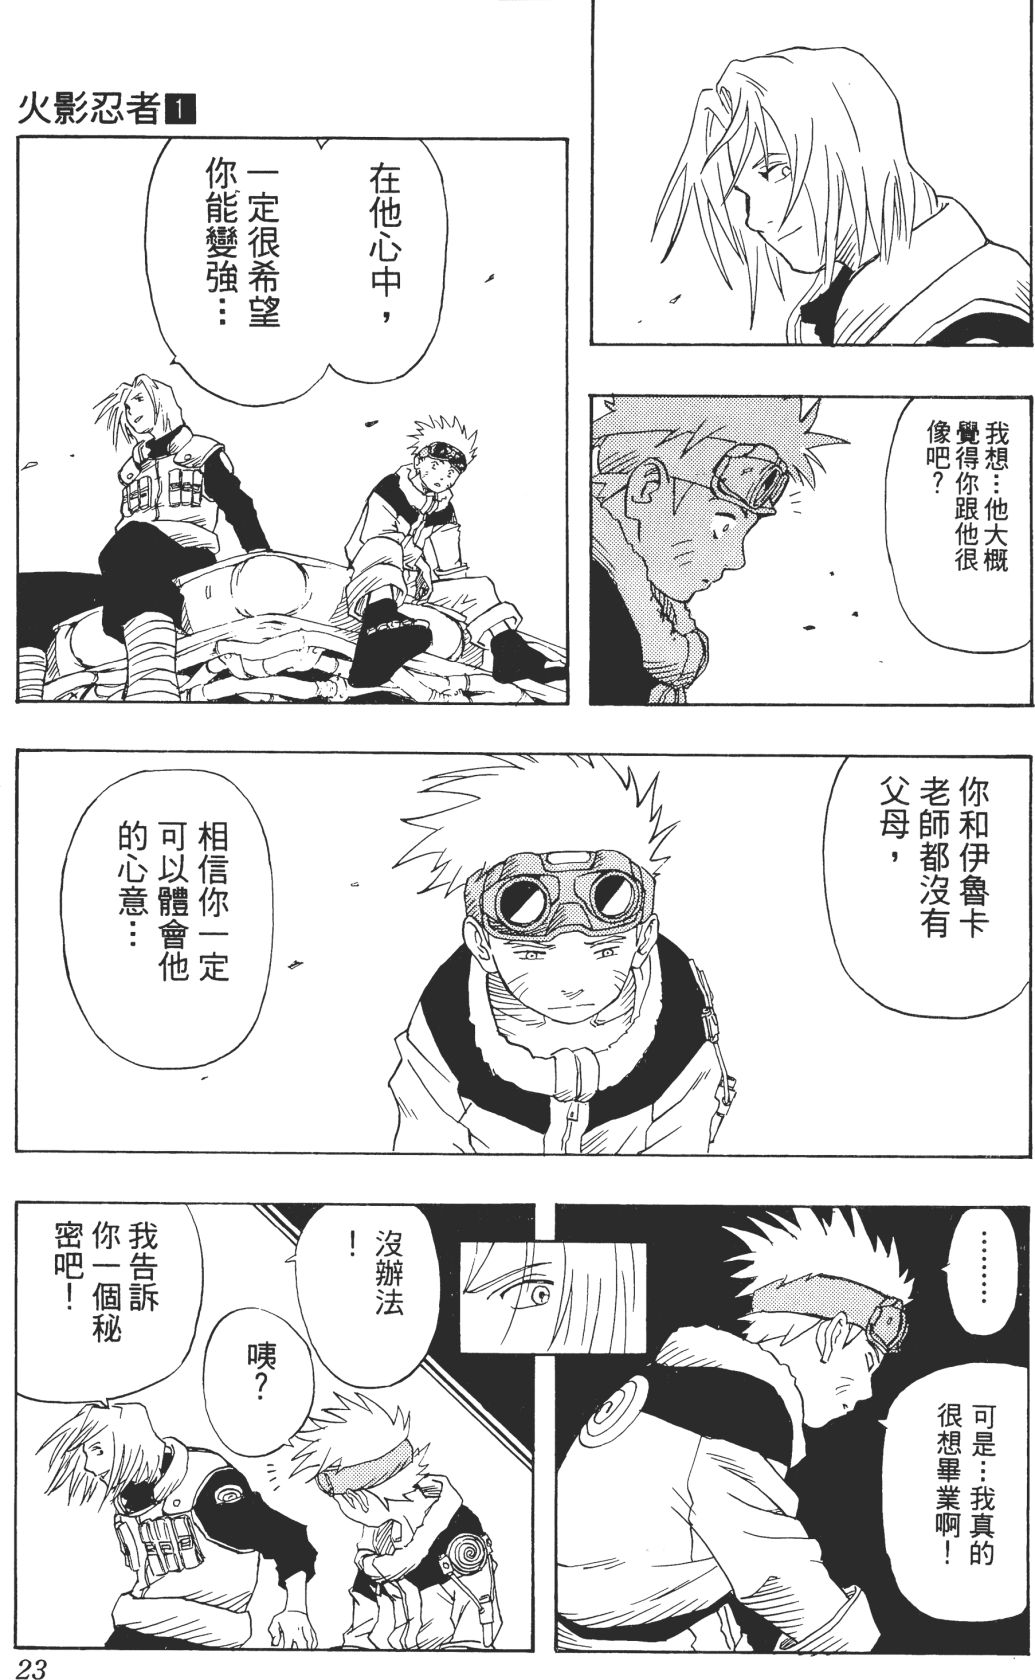 火影忍者1
我想…他大概
覺得你跟他很
像吧？
在他心中，
一定很希望
你能變強…
你和伊魯卡
老師都沒有
父母，
相信你一定
可以體會他
的心意…
………
可是…我真的
很想畢業啊！
沒辦法
！
咦？
我告訴
你一個秘
密吧！
23